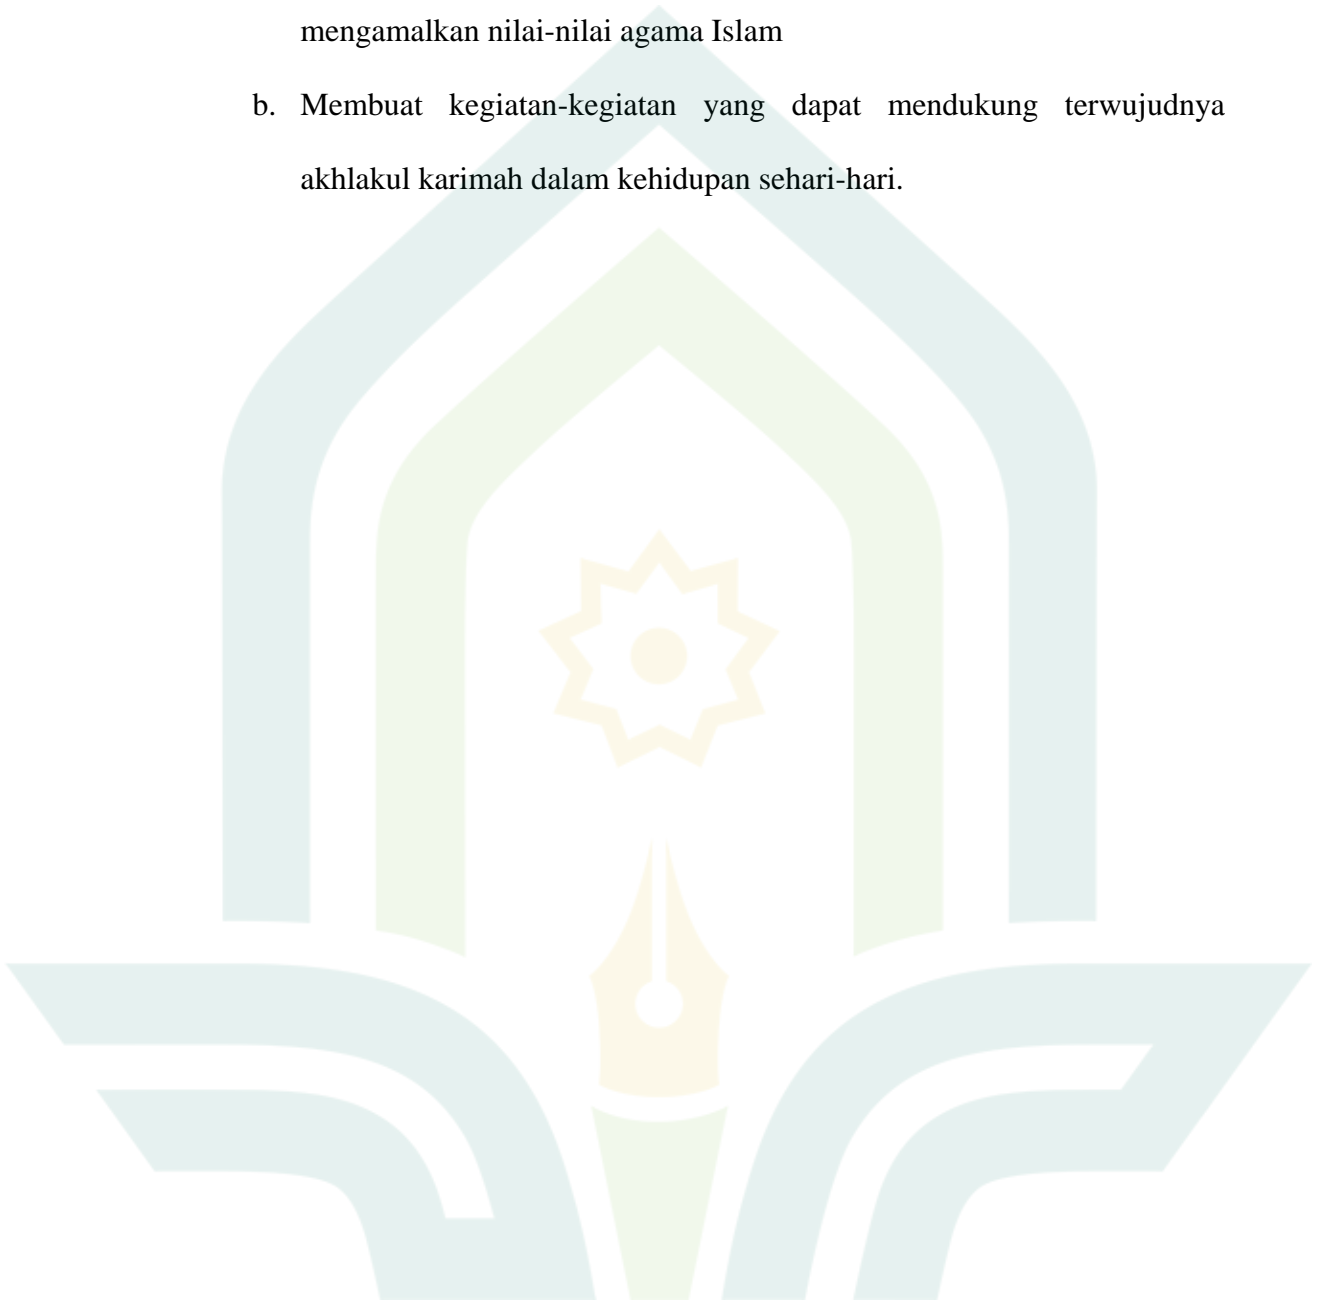 mengamalkan nilai-nilai agama Islam
b. Membuat kegiatan-kegiatan yang dapat mendukung terwujudnya
akhlakul karimah dalam kehidupan sehari-hari.